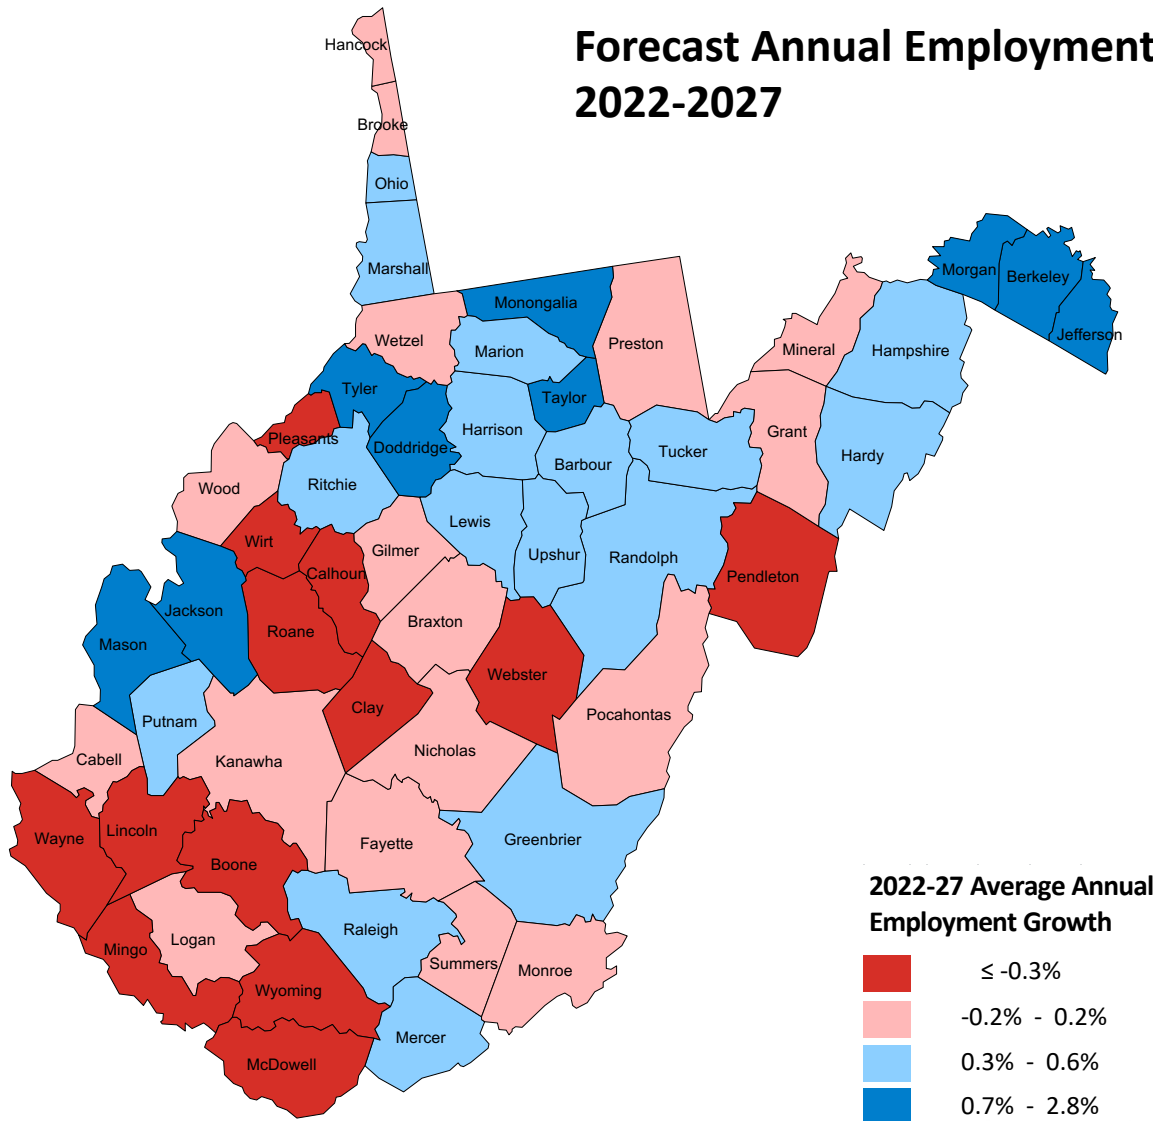 Forecast Annual Employment
2022-2027
Hancock
Brooke
Ohio
Marshall
Wetzel
Monongalia
Marion
Preston
Morgan
Berkeley
Jefferson
Mineral
Hampshire
Tyler
Taylor
Pleasants
Doddridge
Harrison
Barbour
Tucker
Grant
Hardy
Wood
Ritchie
Lewis
Upshur
Randolph
Pendleton
Wirt
Calhoun
Gilmer
Jackson
Roane
Braxton
Mason
Webster
Clay
Pocahontas
Putnam
Cabell
Kanawha
Nicholas
Wayne
Lincoln
Boone
Fayette
Greenbrier
Logan
Raleigh
Mingo
Summers
Monroe
Wyoming
Mercer
McDowell
2022-27 Average Annual
Employment Growth
≤ -0.3%
-0.2% - 0.2%
0.3% - 0.6%
0.7% - 2.8%